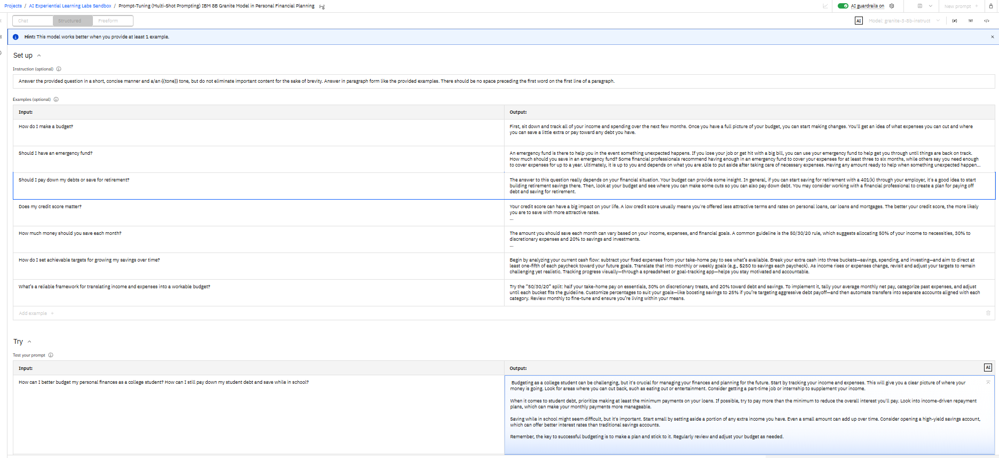 Projects / AI Experiential Learning Labs Sandbox / Prompt-Tuning (Multi-Shot Prompting) IBM 8B Granite Model in Personal Financial Planning
AI guardrails on
New prompt +
Chat
Structured
Freeform
AI
Model: granite-3-8b-instruct
{#}
TXT
</>
Hint: This model works better when you provide at least 1 example.
Set up
Instruction (optional)
Answer the provided question in a short, concise manner and a/an {{tone}} tone, but do not eliminate important content for the sake of brevity. Answer in paragraph form like the provided examples. There should be no space preceding the first word on the first line of a paragraph.
Examples (optional)
Input:
Output:
How do I make a budget?
First, sit down and track all of your income and spending over the next few months. Once you have a full picture of your budget, you can start making changes. You'll get an idea of what expenses you can cut and where
you can save a little extra or pay toward any debt you have.
Should I have an emergency fund?
An emergency fund is there to help you in the event something unexpected happens. If you lose your job or get hit with a big bill, you can use your emergency fund to help get you through until things are back on track.
How much should you save in an emergency fund? Some financial professionals recommend having enough in an emergency fund to cover your expenses for at least three to six months, while others say you need enough
to cover expenses for up to a year. Ultimately, it is up to you and depends on what you are able to put aside after taking care of necessary expenses. Having any amount ready to help when something unexpected happen...
Should I pay down my debts or save for retirement?
The answer to this question really depends on your financial situation. Your budget can provide some insight. In general, if you can start saving for retirement with a 401(k) through your employer, it's a good idea to start
building retirement savings there. Then, look at your budget and see where you can make some cuts so you can also pay down debt. You may consider working with a financial professional to create a plan for paying off
debt and saving for retirement.
Does my credit score matter?
Your credit score can have a big impact on your life. A low credit score usually means you're offered less attractive terms and rates on personal loans, car loans and mortgages. The better your credit score, the more likely
you are to save with more attractive rates.
...
How much money should you save each month?
The amount you should save each month can vary based on your income, expenses, and financial goals. A common guideline is the 50/30/20 rule, which suggests allocating 50% of your income to necessities, 30% to
discretionary expenses and 20% to savings and investments.
...
How do I set achievable targets for growing my savings over time?
Begin by analyzing your current cash flow: subtract your fixed expenses from your take-home pay to see what's available. Break your extra cash into three buckets—savings, spending, and investing—and aim to direct at
least one-fifth of each paycheck toward your future goals. Translate that into monthly or weekly goals (e.g., $250 to savings each paycheck). As income rises or expenses change, revisit and adjust your targets to remain
challenging yet realistic. Tracking progress visually—through a spreadsheet or goal-tracking app—helps you stay motivated and accountable.
What's a reliable framework for translating income and expenses into a workable budget?
Try the “50/30/20” split: half your take-home pay on essentials, 30% on discretionary treats, and 20% toward debt and savings. To implement it, tally your average monthly net pay, categorize past expenses, and adjust
until each bucket fits the guideline. Customize percentages to suit your goals—like boosting savings to 25% if you're targeting aggressive debt payoff—and then automate transfers into separate accounts aligned with each
category. Review monthly to fine-tune and ensure you're living within your means.
Add example +
Try
Test your prompt
Input:
Output:
AI
How can I better budget my personal finances as a college student? How can I still pay down my student debt and save while in school?
Budgeting as a college student can be challenging, but it's crucial for managing your finances and planning for the future. Start by tracking your income and expenses. This will give you a clear picture of where your
money is going. Look for areas where you can cut back, such as eating out or entertainment. Consider getting a part-time job or internship to supplement your income.
When it comes to student debt, prioritize making at least the minimum payments on your loans. If possible, try to pay more than the minimum to reduce the overall interest you'll pay. Look into income-driven repayment
plans, which can make your monthly payments more manageable.
Saving while in school might seem difficult, but it's important. Start small by setting aside a portion of any extra income you have. Even a small amount can add up over time. Consider opening a high-yield savings account,
which can offer better interest rates than traditional savings accounts.
Remember, the key to successful budgeting is to make a plan and stick to it. Regularly review and adjust your budget as needed.